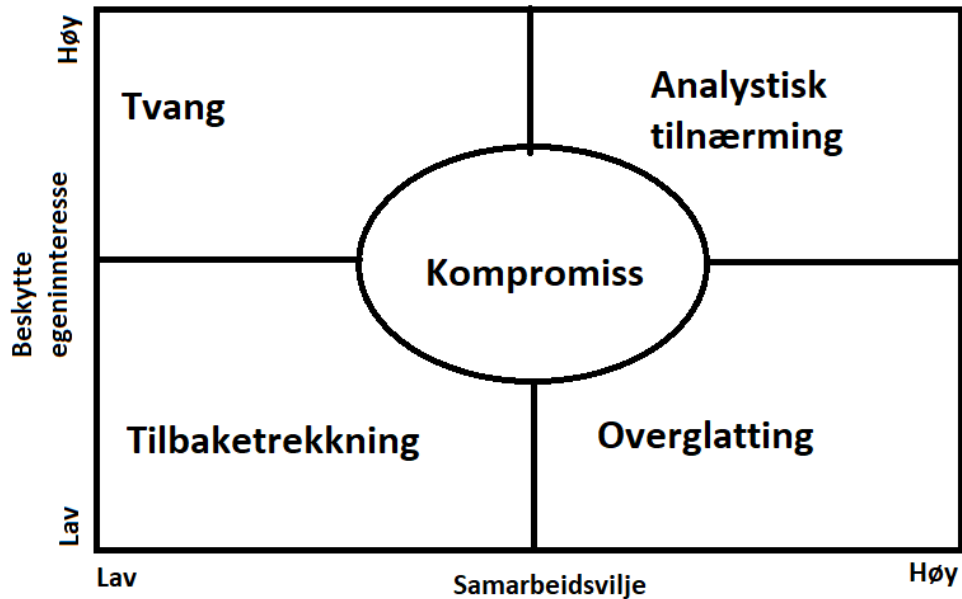 Høy
Tvang
Analystisk
tilnærming
Beskytte
egeninnteresse
Kompromiss
Tilbaketrekkning
Overglatting
Lav
Lav
Samarbeidsvilje
Høy